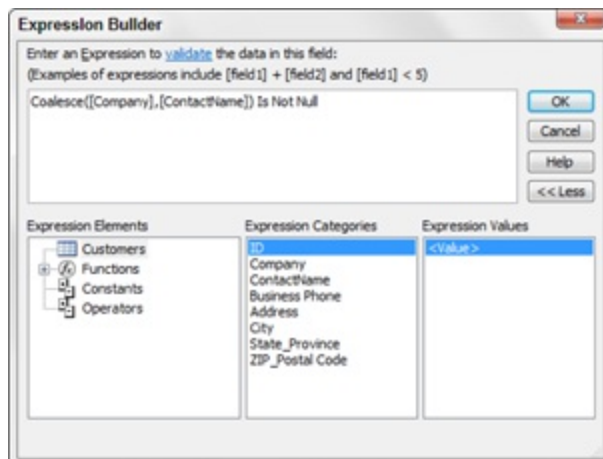 Expression Builder
Enter an Expression to validate the data in this field:
(Examples of expressions include [field1] + [field2] and [field1] < 5)
Coalesce([Company],[ContactName]) Is Not Null
OK
Cancel
Help
<< Less
Expression Elements
Expression Categories
Expression Values
Customers
Functions
Constants
Operators
ID
Company
ContactName
Business Phone
Address
City
State_Province
ZIP_Postal Code
<Value>